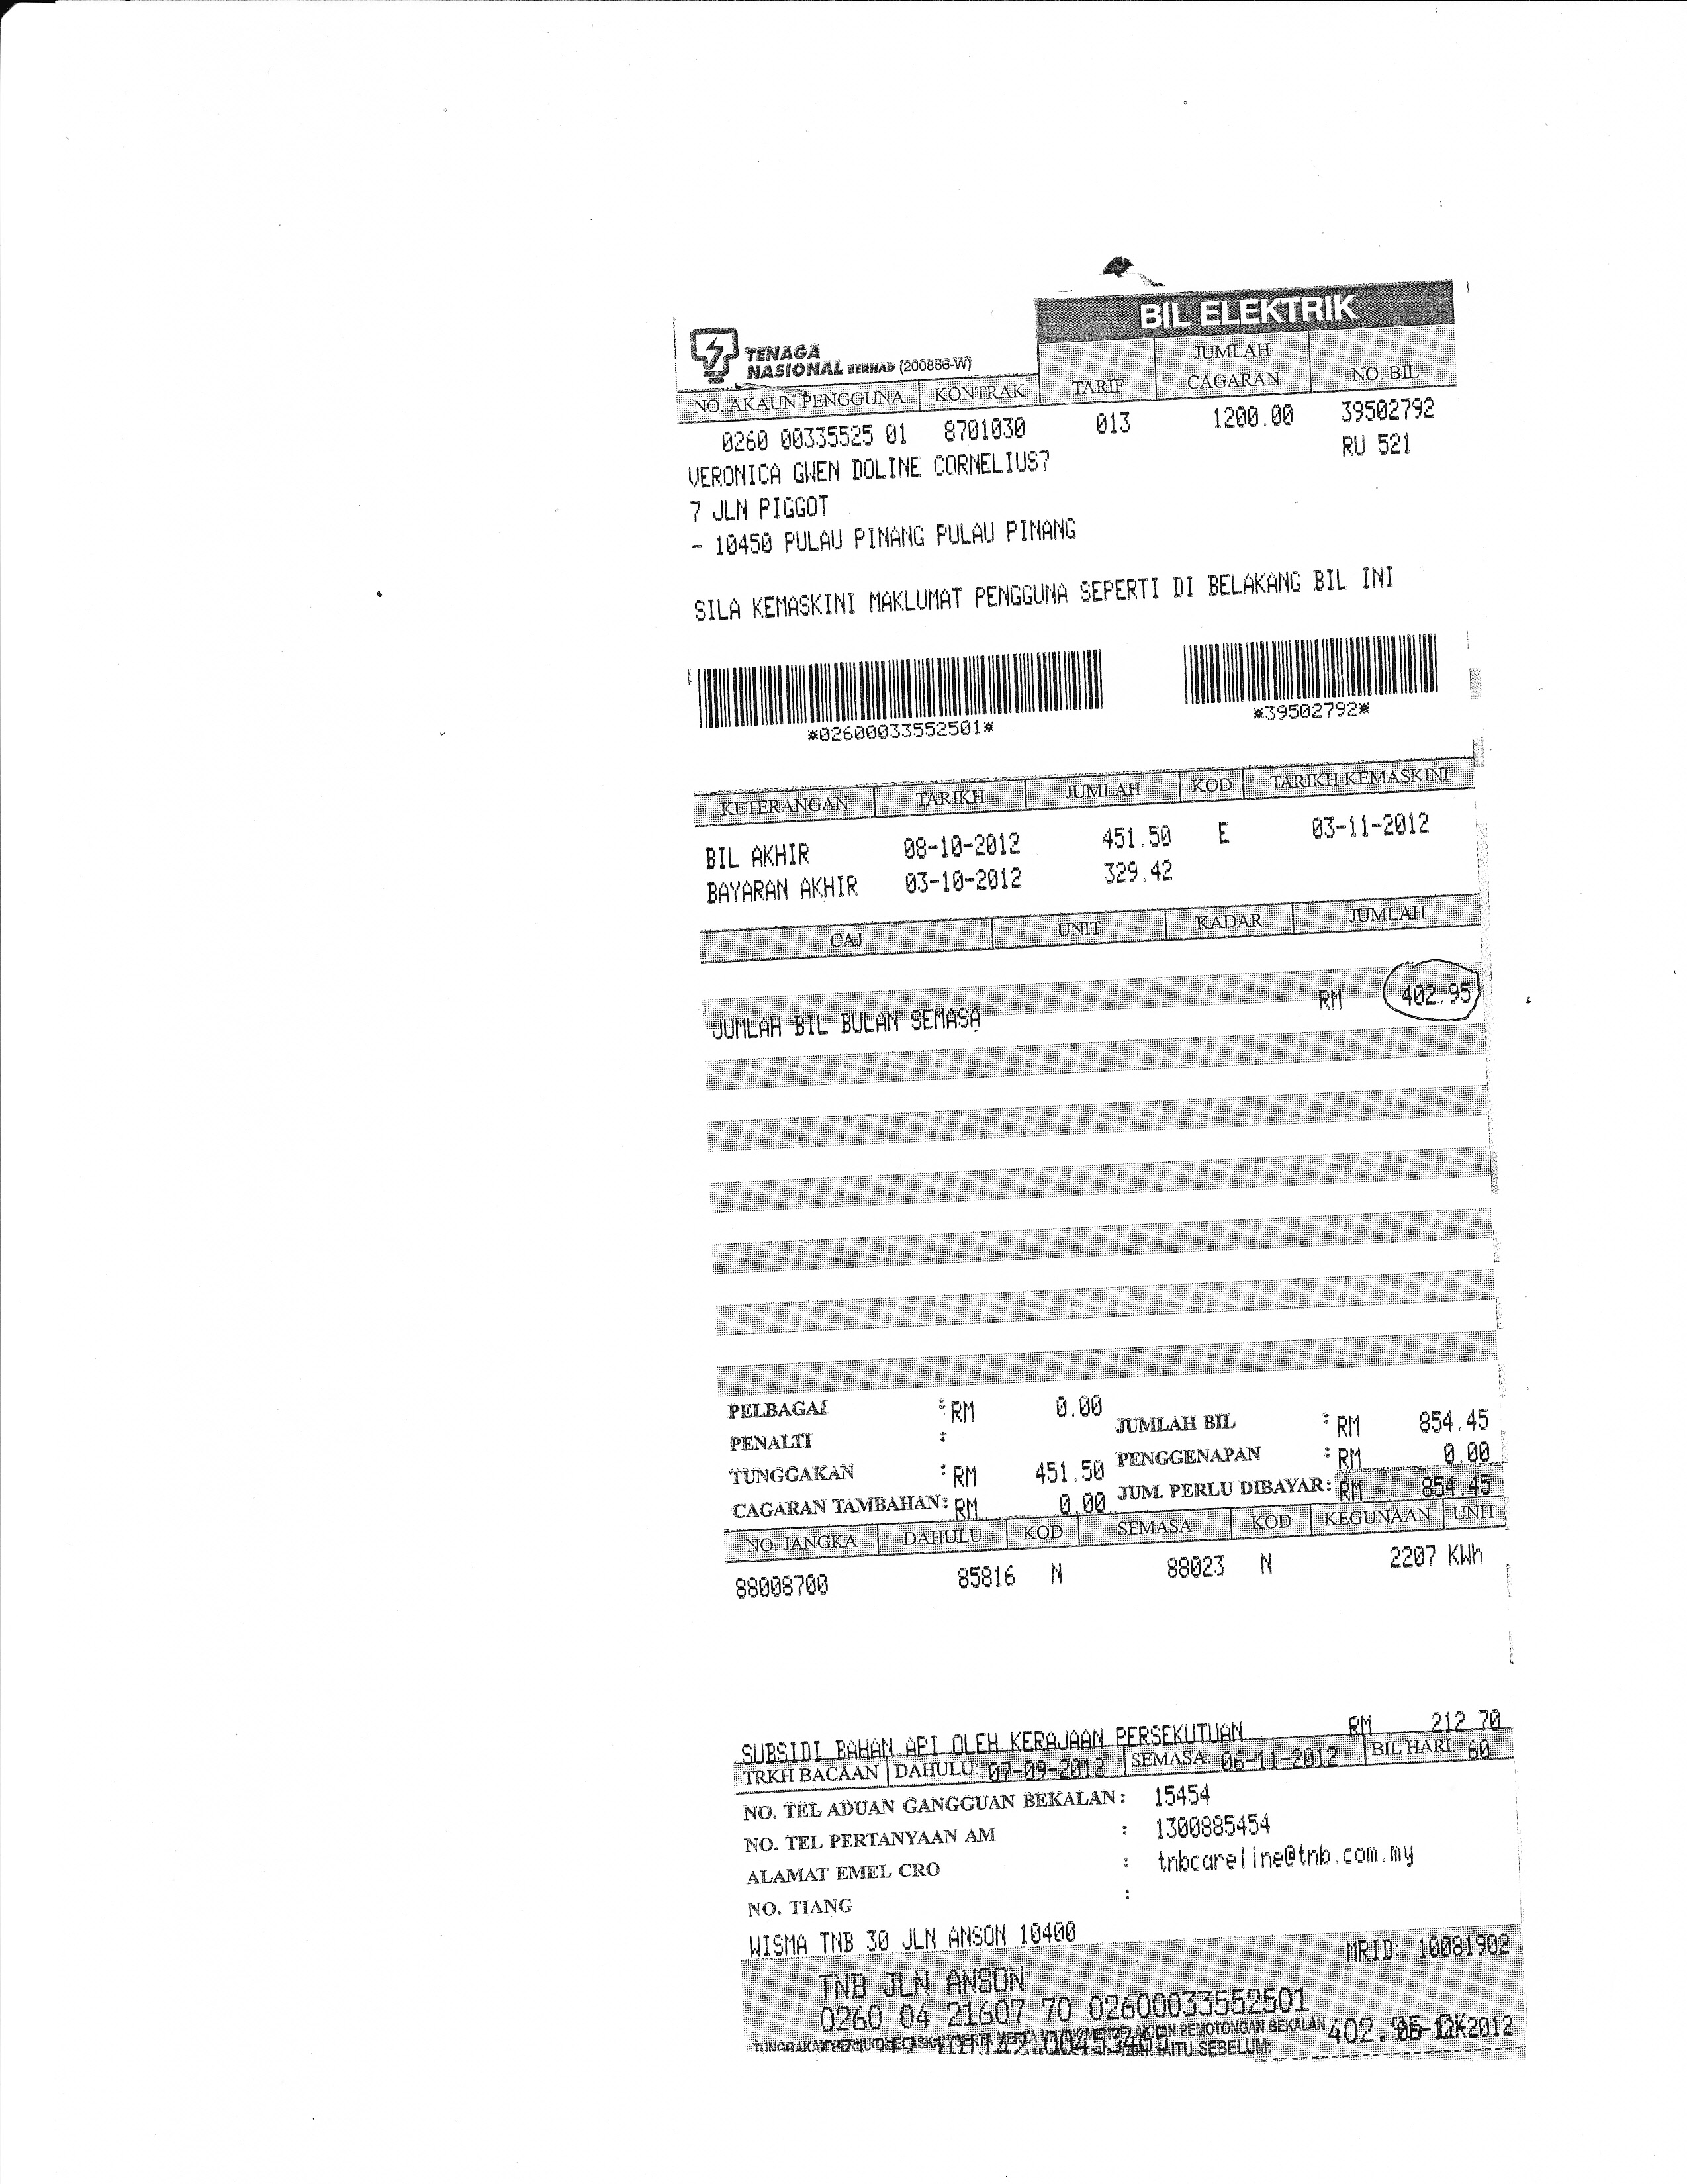 BIL ELEKTRIK
TENAGA
NASIONAL BERHAD (200866-W)
NO. AKAUN PENGGUNA KONTRAK TARIF JUMLAH CAGARAN NO. BIL
0260 00335525 01 8701030 013 1200.00 39502792
RU 521
VERONICA GWEN DOLINE CORNELIUS7
7 JLN PIGGOT
- 10450 PULAU PINANG PULAU PINANG
SILA KEMASKINI MAKLUMAT PENGGUNA SEPERTI DI BELAKANG BIL INI
*02600033552501* *39502792*
KETERANGAN TARIKH JUMLAH KOD TARIKH KEMASKINI
BIL AKHIR 08-10-2012 451.50 E 03-11-2012
BAYARAN AKHIR 03-10-2012 329.42
CAJ UNIT KADAR JUMLAH
JUMLAH BIL BULAN SEMASA RM 402.95
PELBAGAI : RM 0.00 JUMLAH BIL : RM 854.45
PENALTI : PENGGENAPAN : RM 0.00
TUNGGAKAN : RM 451.50 JUM. PERLU DIBAYAR: RM 854.45
CAGARAN TAMBAHAN: RM 0.00
NO. JANGKA DAHULU KOD SEMASA KOD KEGUNAAN UNIT
88008700 85816 N 88023 N 2207 KWh
SUBSIDI BAHAN API OLEH KERAJAAN PERSEKUTUAN RM 212.70
TRKH BACAAN DAHULU: 07-09-2012 SEMASA: 06-11-2012 BIL HARI: 60
NO. TEL ADUAN GANGGUAN BEKALAN : 15454
NO. TEL PERTANYAAN AM : 1300885454
ALAMAT EMEL CRO : tnbcareline@tnb.com.my
NO. TIANG :
WISMA TNB 30 JLN ANSON 10400
MRID: 10081902
TNB JLN ANSON
0260 04 21607 70 02600033552501
PEMOTONGAN BEKALAN
SEBELUM: